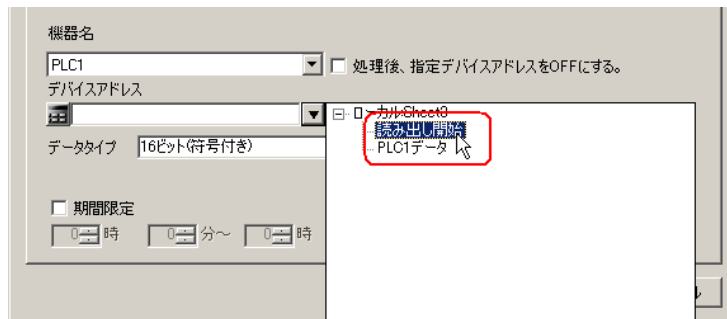 機器名
PLC1
処理後、指定デバイスアドレスをOFFにする。
デバイスアドレス
ローカルSheet3
読み出し開始
PLC1データ
データタイプ 16ビット(符号付き)
期間限定
0 時 0 分～ 0 時
ル